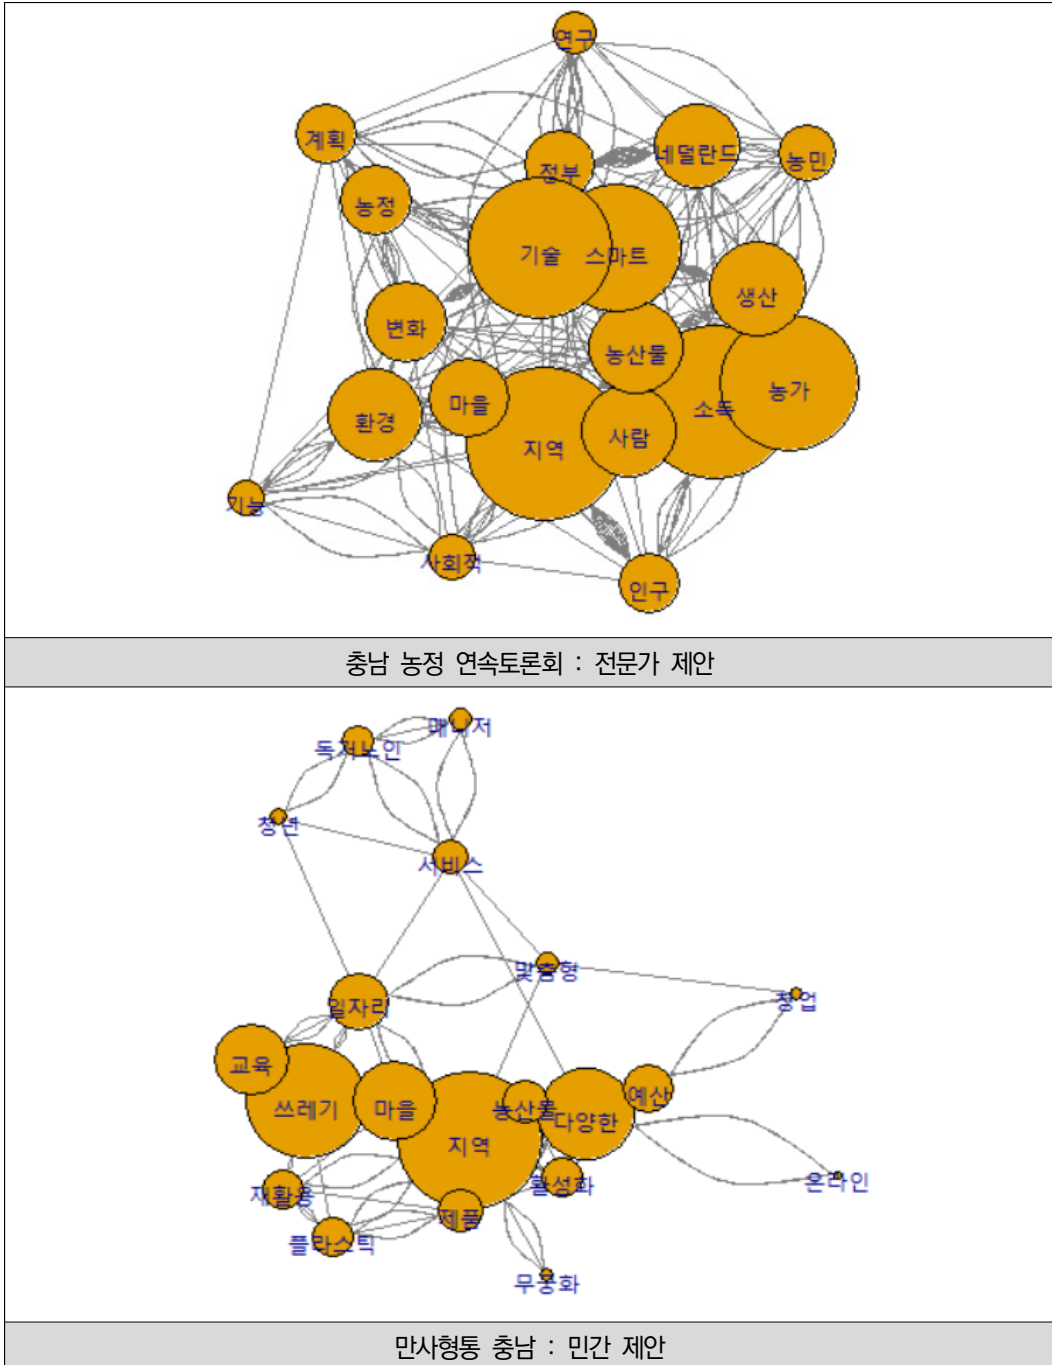 연구
계획
네덜란드
농민
정부
농정
기술
스마트
생산
변화
농산물
농가
마을
소득
환경
사람
지역
기능
사회적
인구
충남 농정 연속토론회 : 전문가 제안
매니저
독거노인
청년
서비스
맞춤형
창업
일자리
교육
예산
쓰레기
마을
농산물
다양한
지역
온라인
활성화
재활용
제품
플라스틱
무궁화
만사형통 충남 : 민간 제안